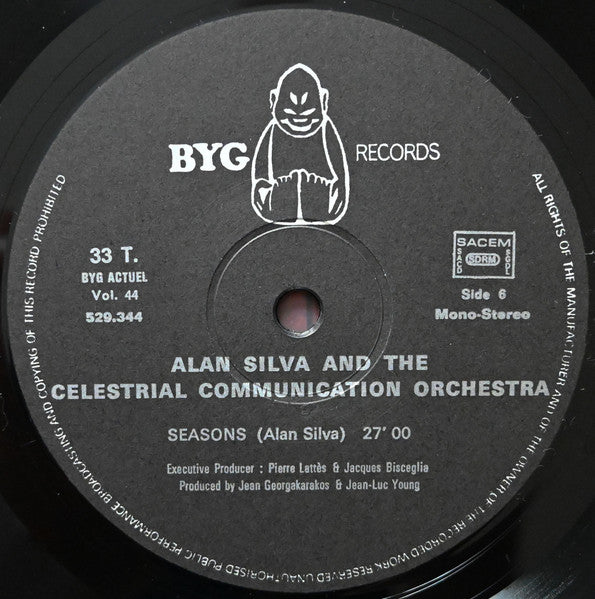 BYG RECORDS
33 T.
BYG ACTUEL
Vol. 44
529.344
SACEM
SACD SDRM SGDL
Side 6
Mono-Stereo
ALAN SILVA AND THE
CELESTRIAL COMMUNICATION ORCHESTRA
SEASONS (Alan Silva) 27' 00
Executive Producer : Pierre Lattès & Jacques Bisceglia
Produced by Jean Georgakarakos & Jean-Luc Young
ALL RIGHTS OF THE MANUFACTURER AND OF THE OWNER OF THE RECORDED WORK RESERVED UNAUTHORISED PUBLIC PERFORMANCE BROADCASTING AND COPYING OF THIS RECORD PROHIBITED